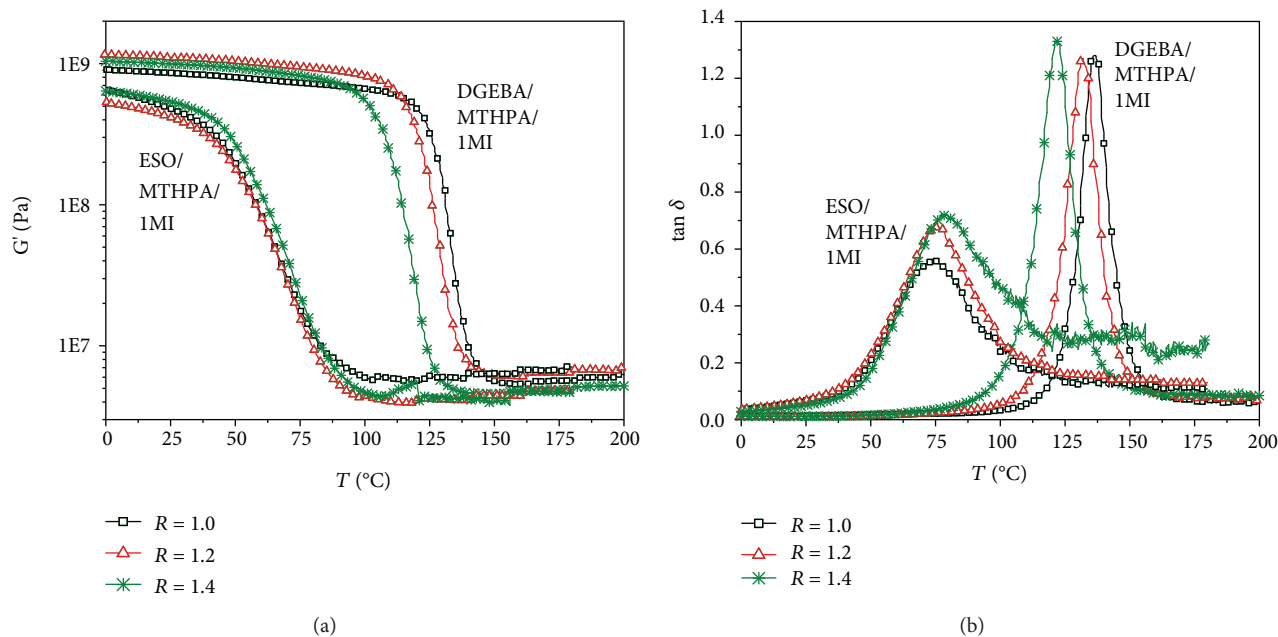 1E9
1E8
1E7
G′ (Pa)
DGEBA/
MTHPA/
1MI
ESO/
MTHPA/
1MI
0 25 50 75 100 125 150 175 200
T (°C)
R = 1.0
R = 1.2
R = 1.4
(a)
1.4
1.2
1.0
0.8
0.6
0.4
0.2
0.0
tan δ
DGEBA/
MTHPA/
1MI
ESO/
MTHPA/
1MI
0 25 50 75 100 125 150 175 200
T (°C)
R = 1.0
R = 1.2
R = 1.4
(b)